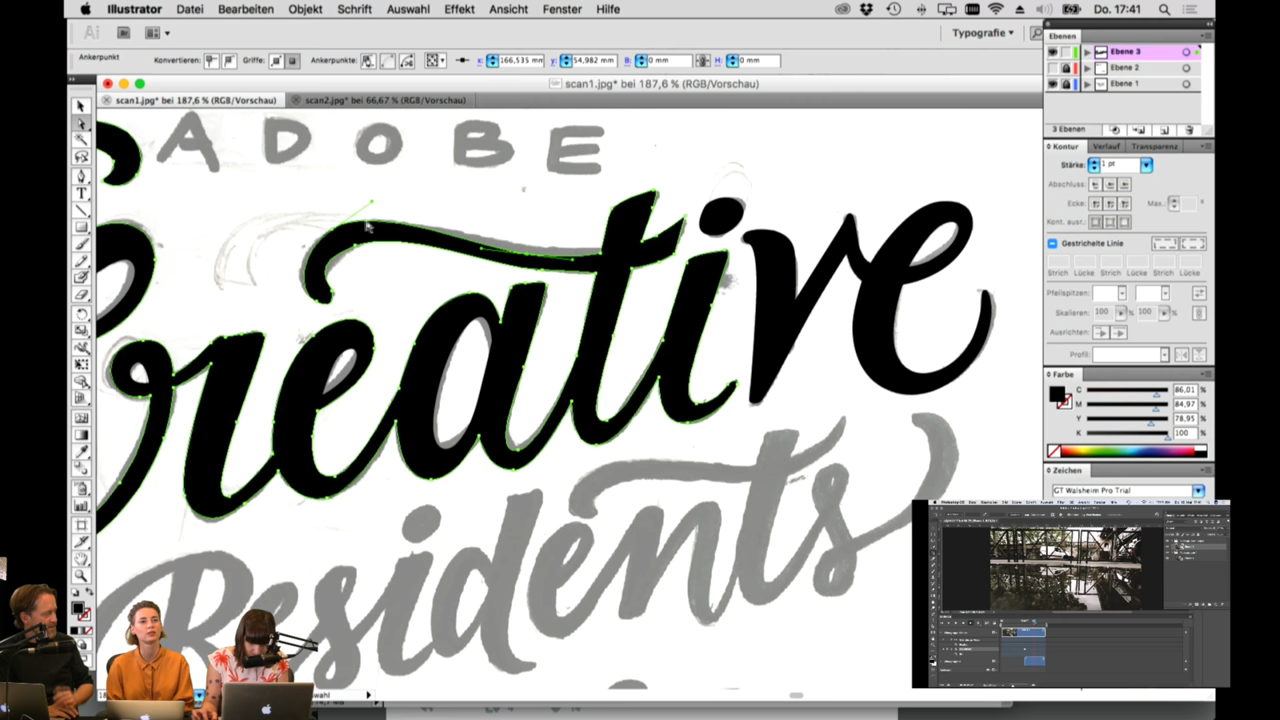 Illustrator Datei Bearbeiten Objekt Schrift Auswahl Effekt Ansicht Fenster Hilfe Do. 17:41
Ai Br Typografie
Ankerpunkt Konvertieren: Griffe: Ankerpunkte: x: 166,535 mm y: 54,982 mm B: 0 mm H: 0 mm
scan1.jpg* bei 187,6 % (RGB/Vorschau)
scan1.jpg* bei 187,6 % (RGB/Vorschau) scan2.jpg* bei 66,67 % (RGB/Vorschau)
ADOBE
Creative
Residents
Ebenen
Ebene 3
Ebene 2
Ebene 1
3 Ebenen
Kontur Verlauf Transparenz
Stärke: 1 pt
Abschluss:
Ecke: Max.: x
Kont. ausr.:
Gestrichelte Linie
Strich Lücke Strich Lücke Strich Lücke
Pfeilspitzen:
Skalieren: 100 % 100 %
Ausrichten:
Profil:
Farbe
C 86,01 %
M 84,97 %
Y 78,95 %
K 100 %
Zeichen
GT Walsheim Pro Trial